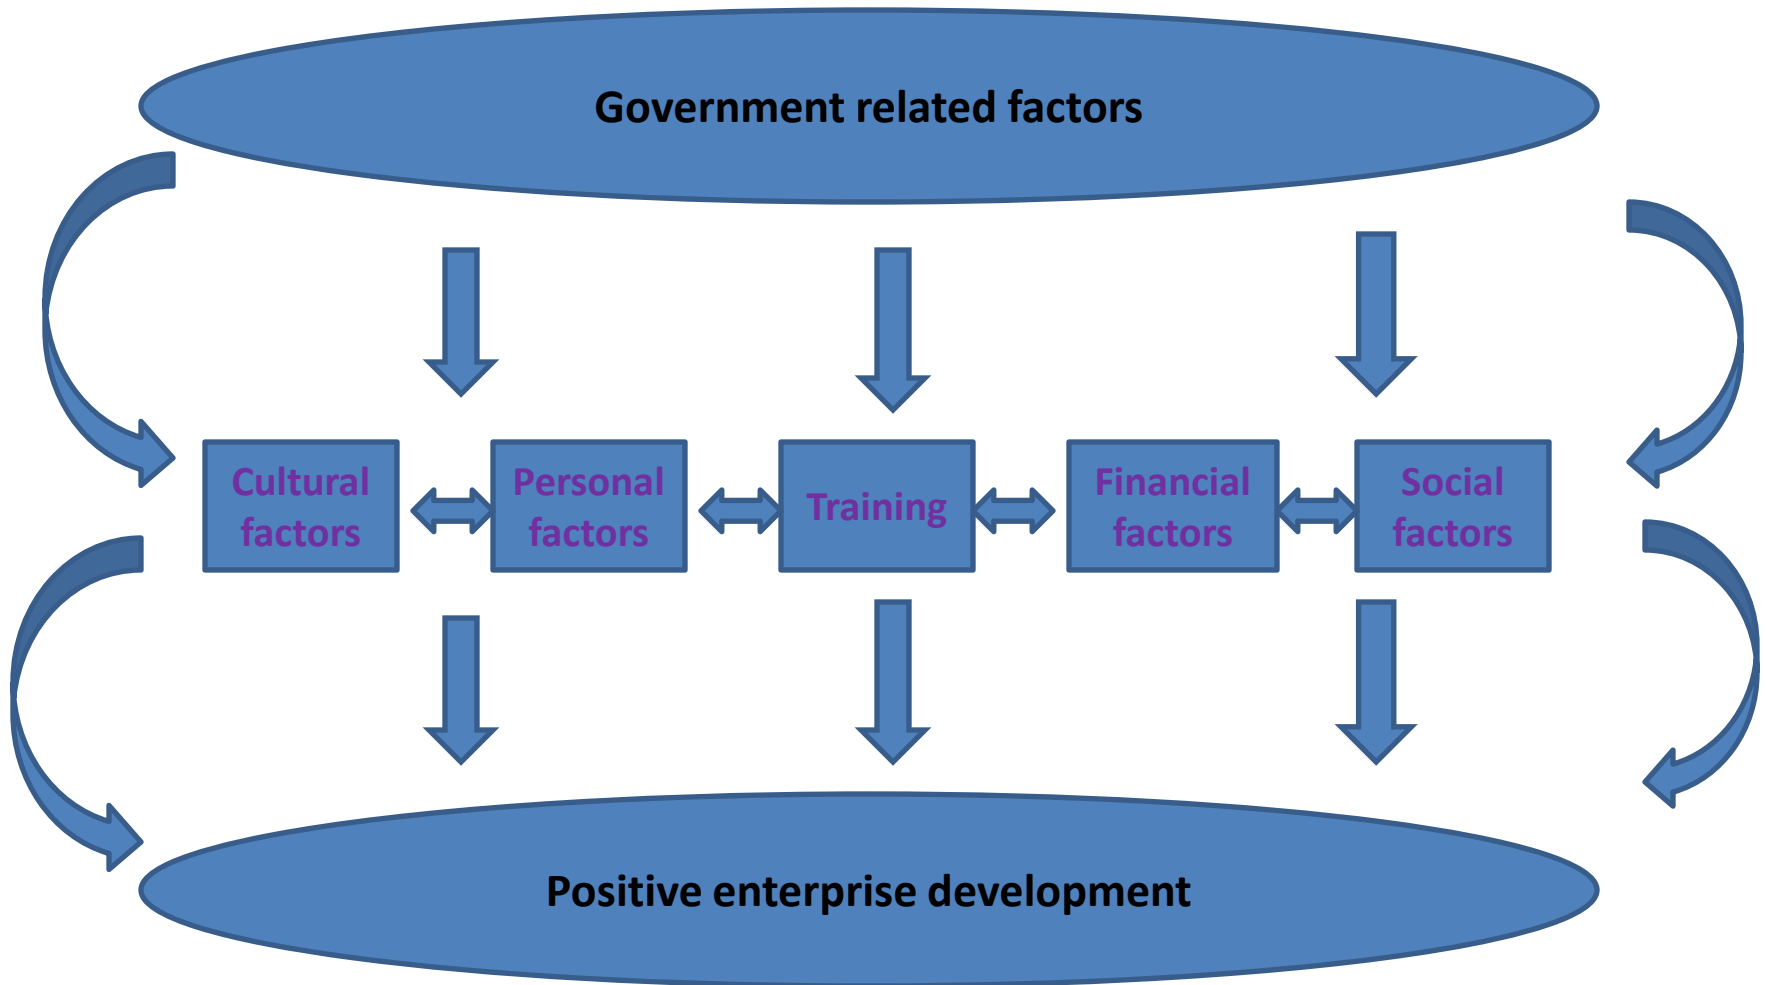 Government related factors
Cultural
factors
Personal
factors
Training
Financial
factors
Social
factors
Positive enterprise development